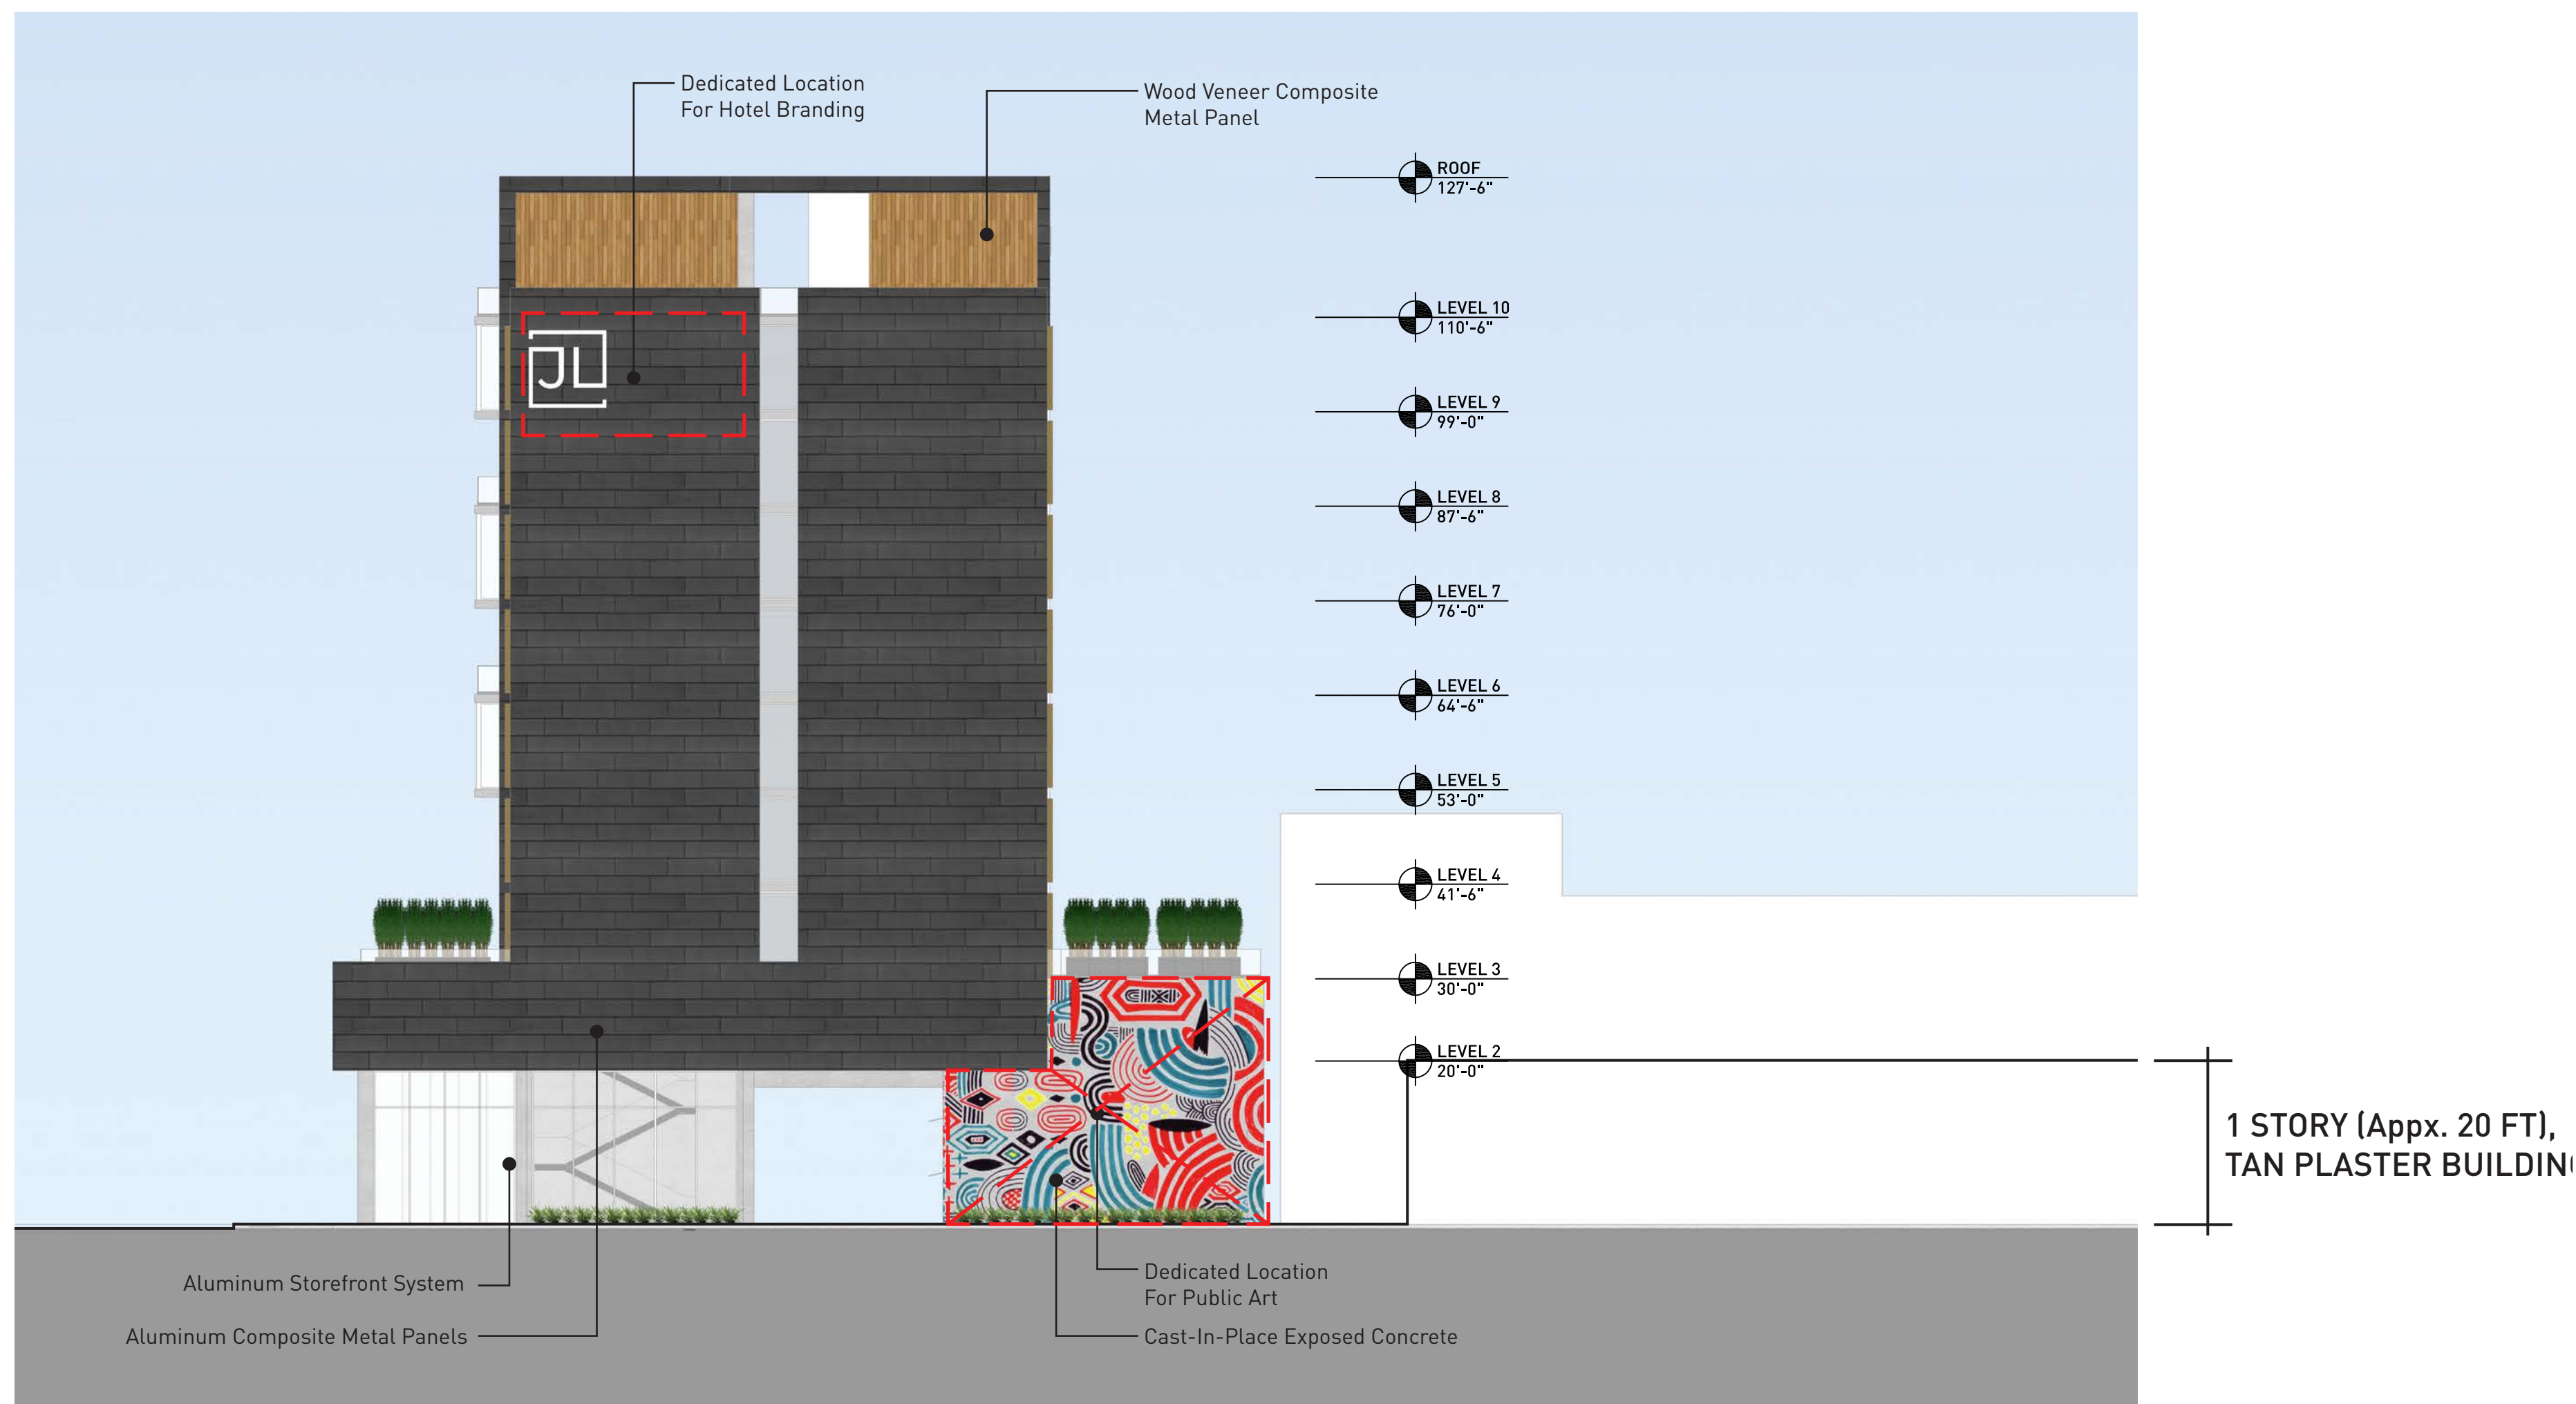 Dedicated Location
For Hotel Branding
Wood Veneer Composite
Metal Panel
ROOF
127'-6"
LEVEL 10
110'-6"
JL
LEVEL 9
99'-0"
LEVEL 8
87'-6"
LEVEL 7
76'-0"
LEVEL 6
64'-6"
LEVEL 5
53'-0"
LEVEL 4
41'-6"
LEVEL 3
30'-0"
LEVEL 2
20'-0"
1 STORY (Appx. 20 FT),
TAN PLASTER BUILDIN
Aluminum Storefront System
Aluminum Composite Metal Panels
Dedicated Location
For Public Art
Cast-In-Place Exposed Concrete